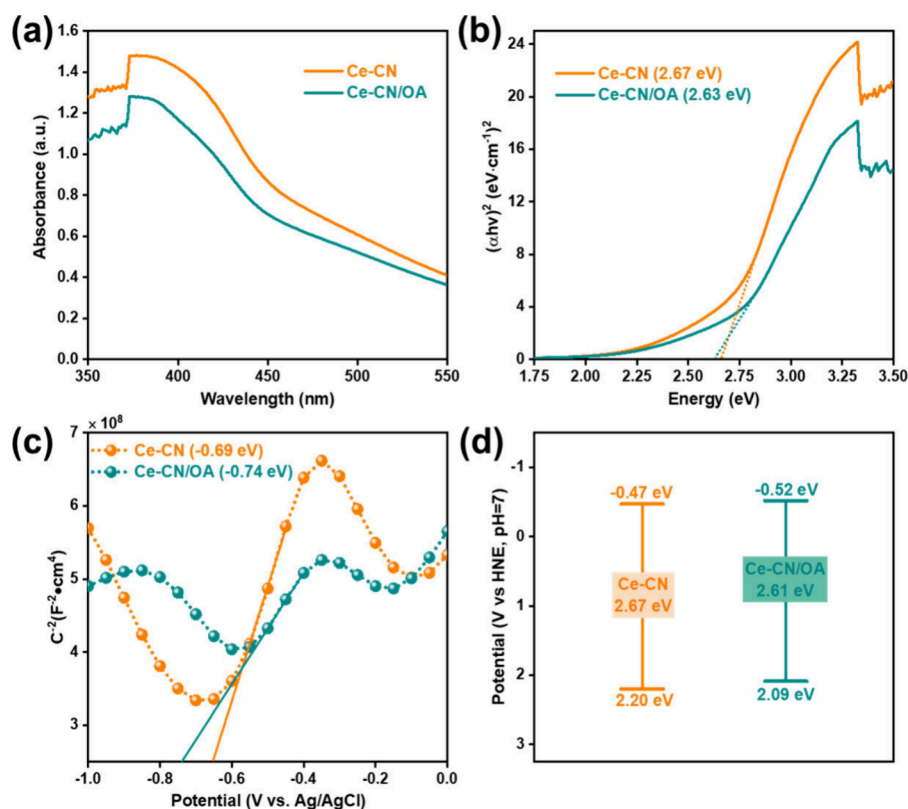 (a)
1.6
1.4
1.2
1.0
0.8
0.6
0.4
0.2
0.0
Absorbance (a.u.)
Ce-CN
Ce-CN/OA
350 400 450 500 550
Wavelength (nm)
(b)
24
20
16
12
8
4
0
(αhv)² (eV·cm⁻¹)²
Ce-CN (2.67 eV)
Ce-CN/OA (2.63 eV)
1.75 2.00 2.25 2.50 2.75 3.00 3.25 3.50
Energy (eV)
(c)
× 10⁸
7
6
5
4
3
C⁻²(F⁻²●cm⁴)
Ce-CN (-0.69 eV)
Ce-CN/OA (-0.74 eV)
-1.0 -0.8 -0.6 -0.4 -0.2 0.0
Potential (V vs. Ag/AgCl)
(d)
-1
0
1
2
3
Potential (V vs HNE, pH=7)
-0.47 eV
Ce-CN
2.67 eV
2.20 eV
-0.52 eV
Ce-CN/OA
2.61 eV
2.09 eV